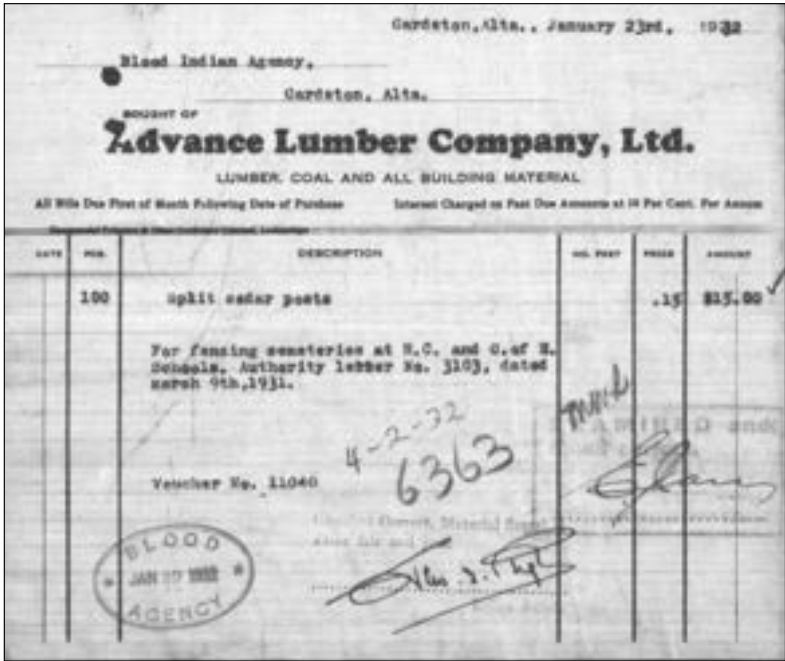 Cardston, Alta., January 23rd, 1932
Blood Indian Agency,
Cardston, Alta.
BOUGHT OF
Advance Lumber Company, Ltd.
LUMBER, COAL AND ALL BUILDING MATERIAL
All Bills Due First of Month Following Date of Purchase Interest Charged on Past Due Accounts at 10 Per Cent. Per Annum
DATE PCS. DESCRIPTION NO. FEET PRICE AMOUNT
100 Split cedar posts .15 $15.00
For fencing cemeteries at R.C. and C.of E.
Schools. Authority letter No. 3103, dated
march 9th,1931.
4-2-32
6363
EXAMINED and
Voucher No. 11040
BLOOD
JAN 1932
AGENCY